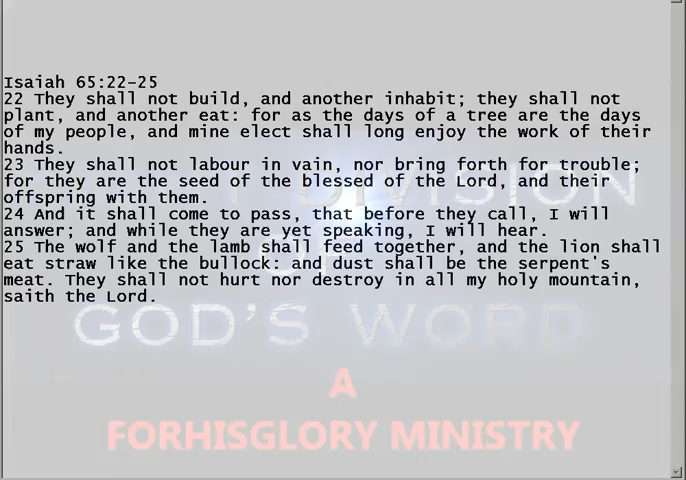 Isaiah 65:22-25
22 They shall not build, and another inhabit; they shall not
plant, and another eat: for as the days of a tree are the days
of my people, and mine elect shall long enjoy the work of their
hands.
23 They shall not labour in vain, nor bring forth for trouble;
for they are the seed of the blessed of the Lord, and their
offspring with them.
24 And it shall come to pass, that before they call, I will
answer; and while they are yet speaking, I will hear.
25 The wolf and the lamb shall feed together, and the lion shall
eat straw like the bullock: and dust shall be the serpent's
meat. They shall not hurt nor destroy in all my holy mountain,
saith the Lord.
DIVISION
OF
GOD'S WORD
A
FORHISGLORY MINISTRY